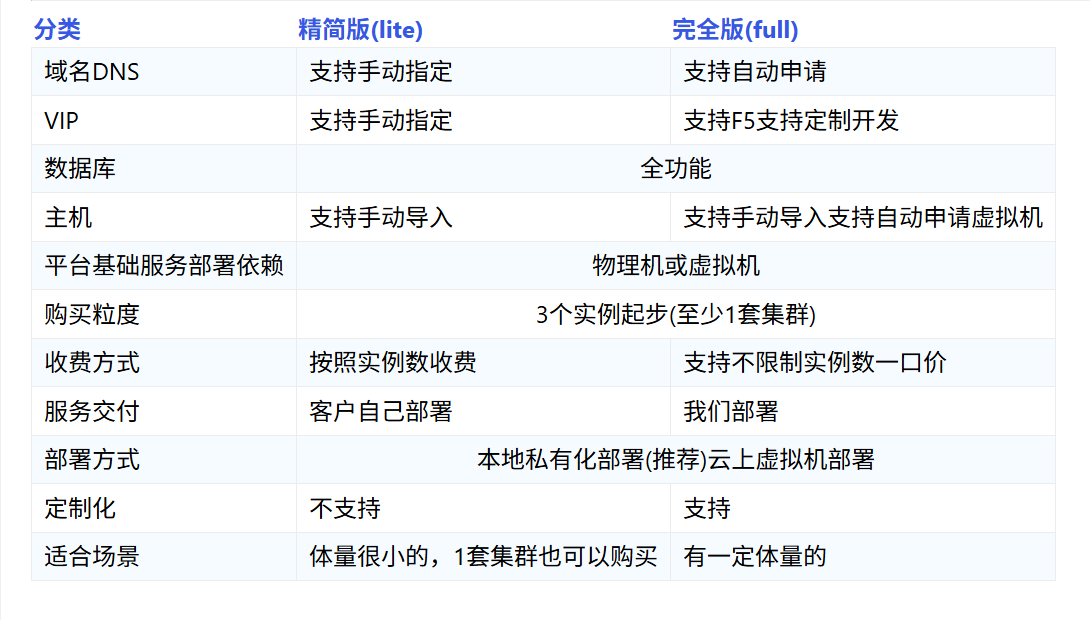 分类 精简版(lite) 完全版(full)
域名DNS 支持手动指定 支持自动申请
VIP 支持手动指定 支持F5支持定制开发
数据库 全功能
主机 支持手动导入 支持手动导入支持自动申请虚拟机
平台基础服务部署依赖 物理机或虚拟机
购买粒度 3个实例起步(至少1套集群)
收费方式 按照实例数收费 支持不限制实例数一口价
服务交付 客户自己部署 我们部署
部署方式 本地私有化部署(推荐)云上虚拟机部署
定制化 不支持 支持
适合场景 体量很小的，1套集群也可以购买 有一定体量的